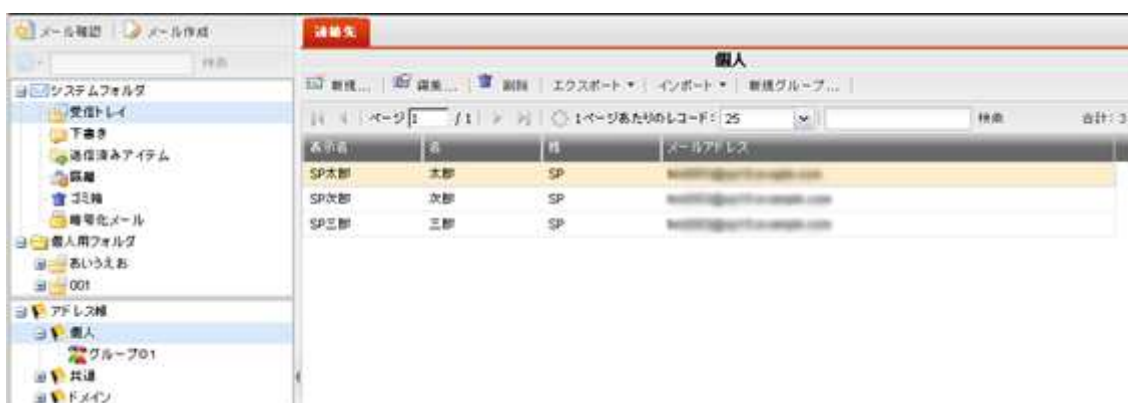 メール確認 メール作成
検索
システムフォルダ
受信トレイ
下書き
送信済みアイテム
隔離
ゴミ箱
暗号化メール
個人用フォルダ
あいうえお
001
アドレス帳
個人
グループ01
共通
ドメイン
連絡先
個人
新規... 編集... 削除 エクスポート インポート 新規グループ...
ページ 1 / 1 1ページあたりのレコード: 25 検索 合計: 3
表示名 名 姓 メールアドレス
SP太郎 太郎 SP
SP次郎 次郎 SP
SP三郎 三郎 SP